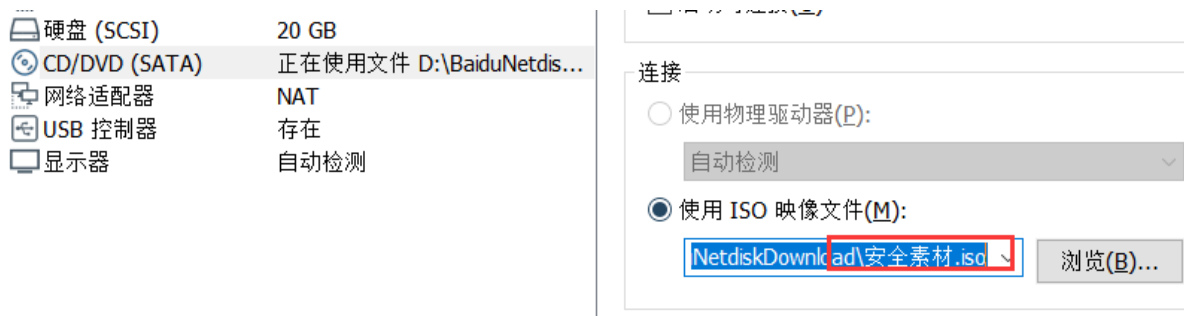 硬盘 (SCSI) 20 GB
CD/DVD (SATA) 正在使用文件 D:\BaiduNetdis...
网络适配器 NAT
USB 控制器 存在
显示器 自动检测
连接
使用物理驱动器(P):
自动检测
使用 ISO 映像文件(M):
NetdiskDownload\安全素材.iso
浏览(B)...